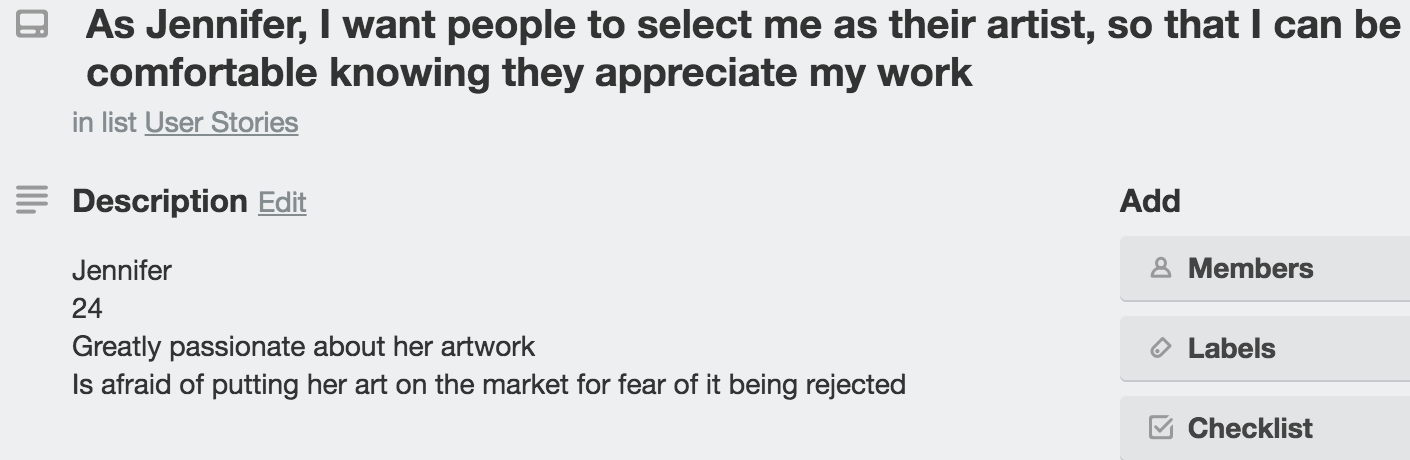 As Jennifer, I want people to select me as their artist, so that I can be
comfortable knowing they appreciate my work
in list User Stories
Description Edit
Jennifer
24
Greatly passionate about her artwork
Is afraid of putting her art on the market for fear of it being rejected
Add
Members
Labels
Checklist